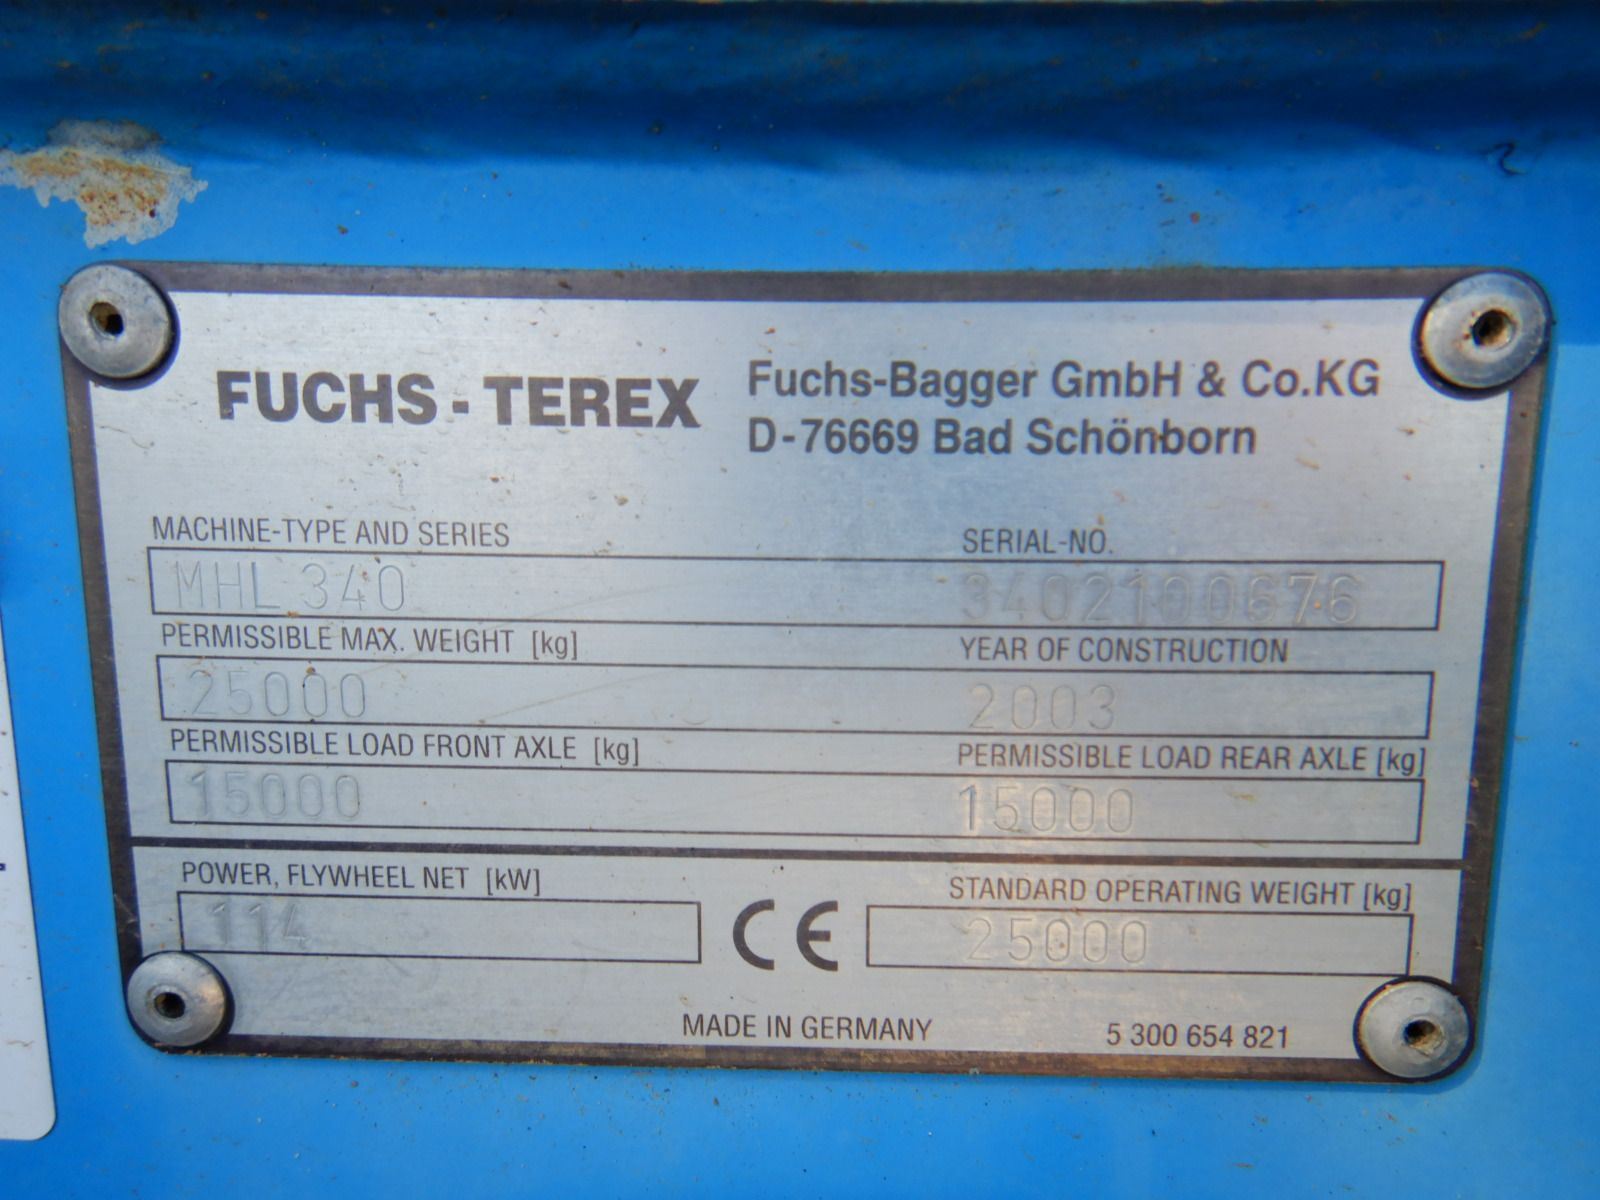 FUCHS - TEREX
Fuchs-Bagger GmbH & Co.KG
D-76669 Bad Schönborn
MACHINE-TYPE AND SERIES SERIAL-NO.
MHL 340 3402100676
PERMISSIBLE MAX. WEIGHT [kg] YEAR OF CONSTRUCTION
25000 2003
PERMISSIBLE LOAD FRONT AXLE [kg] PERMISSIBLE LOAD REAR AXLE [kg]
15000 15000
POWER, FLYWHEEL NET [kW] STANDARD OPERATING WEIGHT [kg]
114 CE 25000
MADE IN GERMANY 5 300 654 821